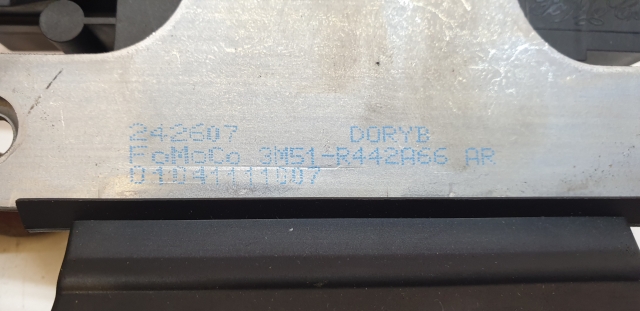 242607 DORYB
FoMoCo 3M51-R442A66 AR
01041111007